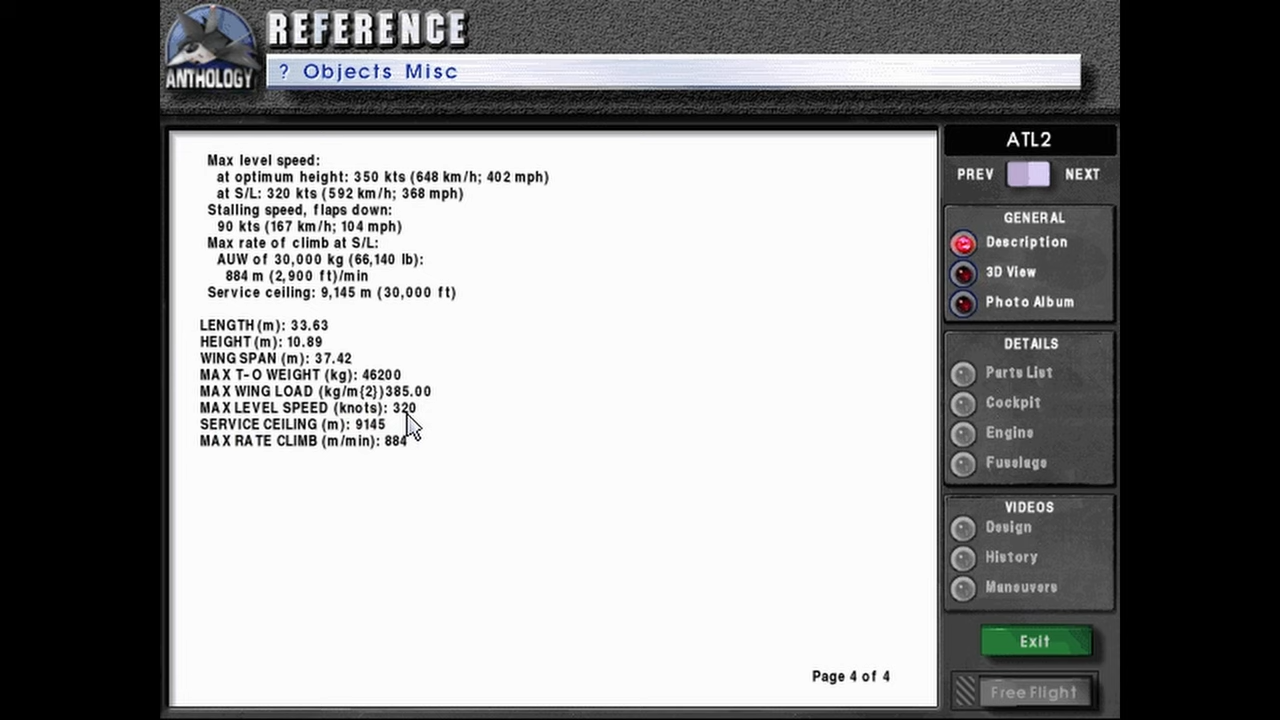 REFERENCE
ANTHOLOGY
? Objects Misc
Max level speed:
at optimum height: 350 kts (648 km/h; 402 mph)
at S/L: 320 kts (592 km/h; 368 mph)
Stalling speed, flaps down:
90 kts (167 km/h; 104 mph)
Max rate of climb at S/L:
AUW of 30,000 kg (66,140 lb):
884 m (2,900 ft)/min
Service ceiling: 9,145 m (30,000 ft)
LENGTH (m): 33.63
HEIGHT (m): 10.89
WING SPAN (m): 37.42
MAX T-O WEIGHT (kg): 46200
MAX WING LOAD (kg/m{2})385.00
MAX LEVEL SPEED (knots): 320
SERVICE CEILING (m): 9145
MAX RATE CLIMB (m/min): 884
Page 4 of 4
ATL2
PREV NEXT
GENERAL
Description
3D View
Photo Album
DETAILS
Parts List
Cockpit
Engine
Fuselage
VIDEOS
Design
History
Maneuvers
Exit
Free Flight